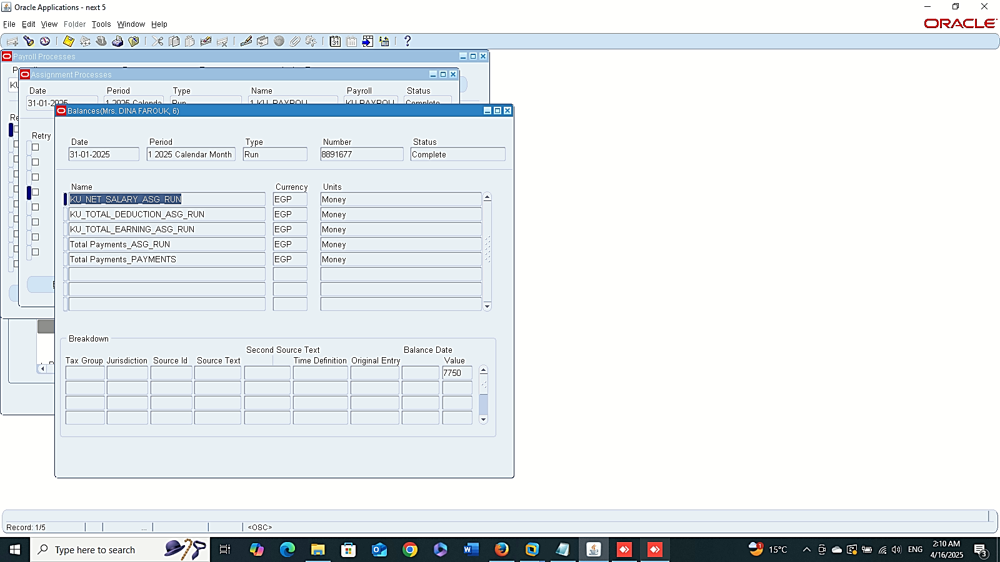 Oracle Applications - next 5
File Edit View Folder Tools Window Help
ORACLE
Payroll Processes
Assignment Processes
Date Period Type Name Payroll Status
31-01-2025 1 2025 Calenda Run 1 KU_PAYROLL KU PAYROLL Complete
Balances(Mrs. DINA FAROUK, 6)
Retry
Date Period Type Number Status
31-01-2025 1 2025 Calendar Month Run 8891677 Complete
Name Currency Units
KU_NET_SALARY_ASG_RUN EGP Money
KU_TOTAL_DEDUCTION_ASG_RUN EGP Money
KU_TOTAL_EARNING_ASG_RUN EGP Money
Total Payments_ASG_RUN EGP Money
Total Payments_PAYMENTS EGP Money
Breakdown
Second Source Text Balance Date
Tax Group Jurisdiction Source Id Source Text Time Definition Original Entry Value
7750
Record: 1/5 ... <OSC>
Type here to search
15°C ENG 2:10 AM
4/16/2025 3